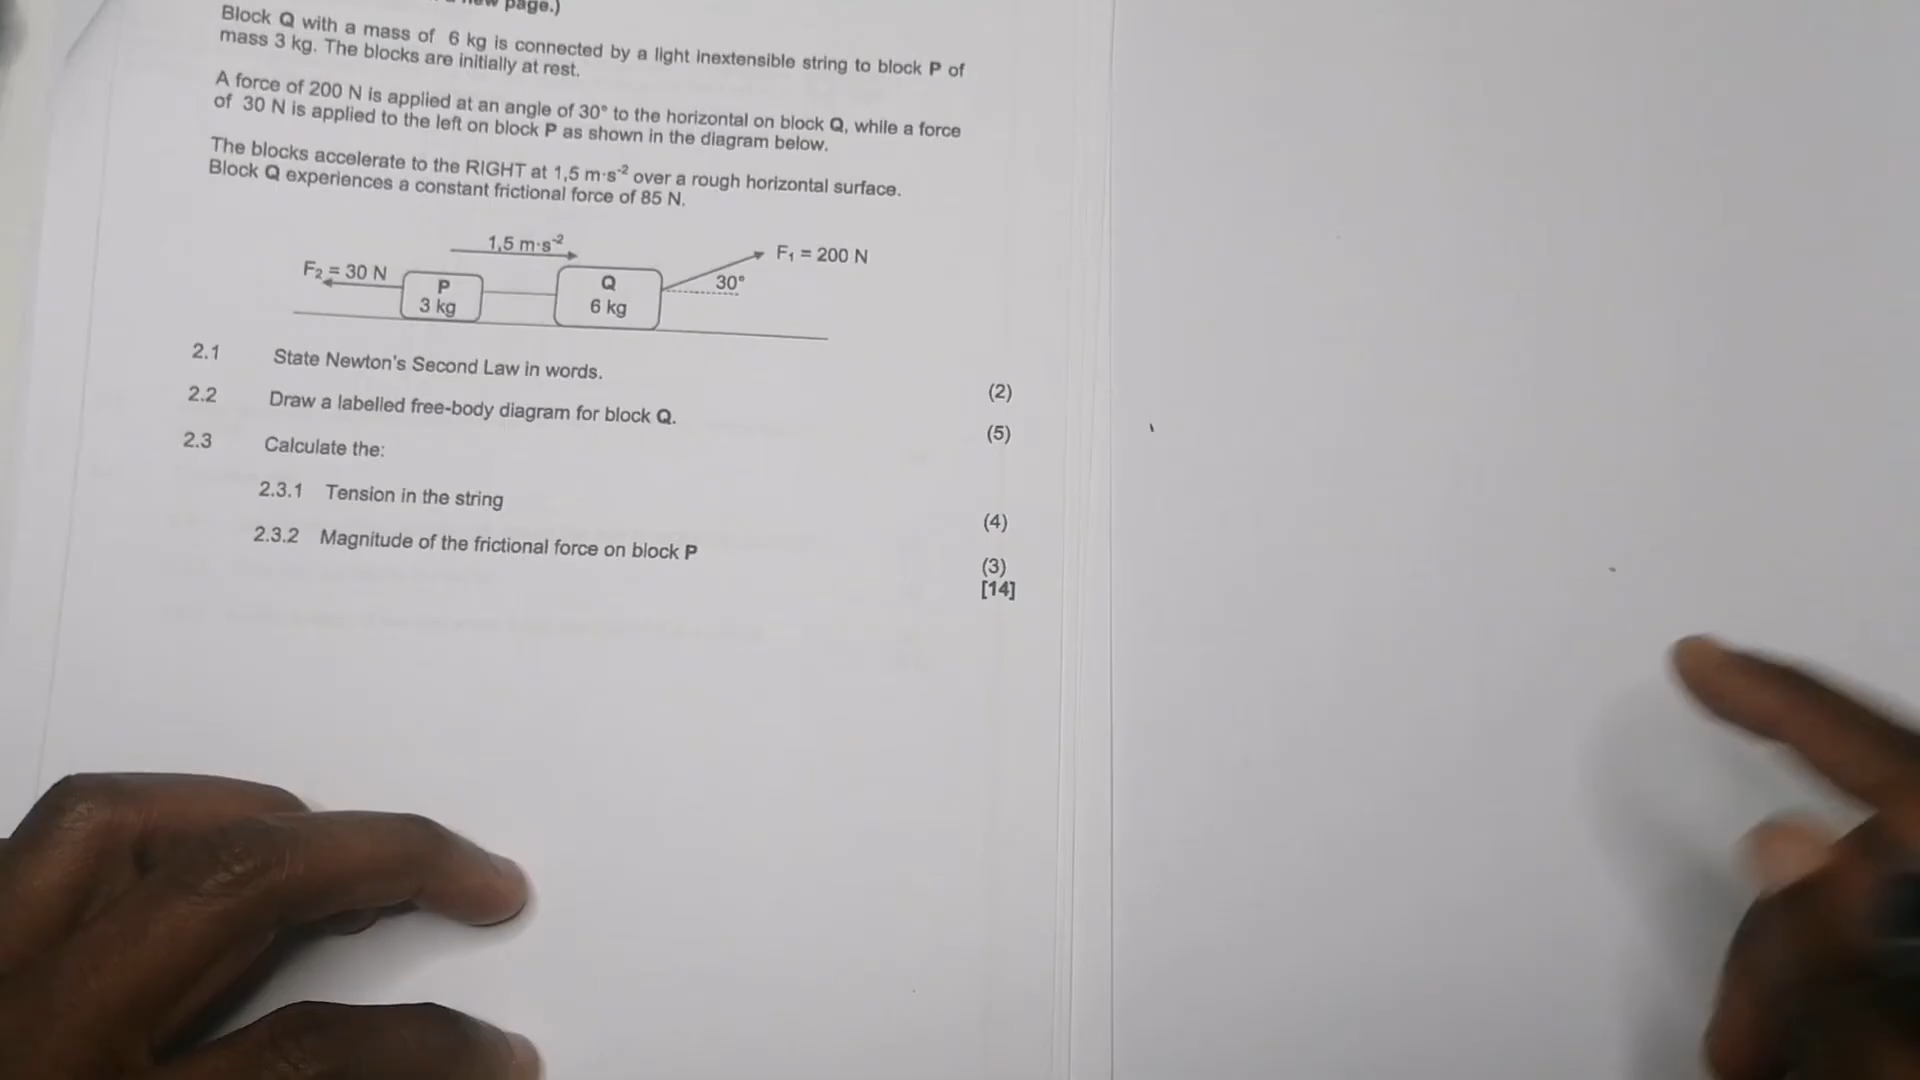 new page.)
Block Q with a mass of 6 kg is connected by a light inextensible string to block P of
mass 3 kg. The blocks are initially at rest.
A force of 200 N is applied at an angle of 30° to the horizontal on block Q, while a force
of 30 N is applied to the left on block P as shown in the diagram below.
The blocks accelerate to the RIGHT at 1,5 m·s⁻² over a rough horizontal surface.
Block Q experiences a constant frictional force of 85 N.
1,5 m·s⁻²
F₁ = 200 N
F₂ = 30 N
30°
P
3 kg
Q
6 kg
2.1 State Newton's Second Law in words. (2)
2.2 Draw a labelled free-body diagram for block Q. (5)
2.3 Calculate the:
2.3.1 Tension in the string (4)
2.3.2 Magnitude of the frictional force on block P (3)
[14]